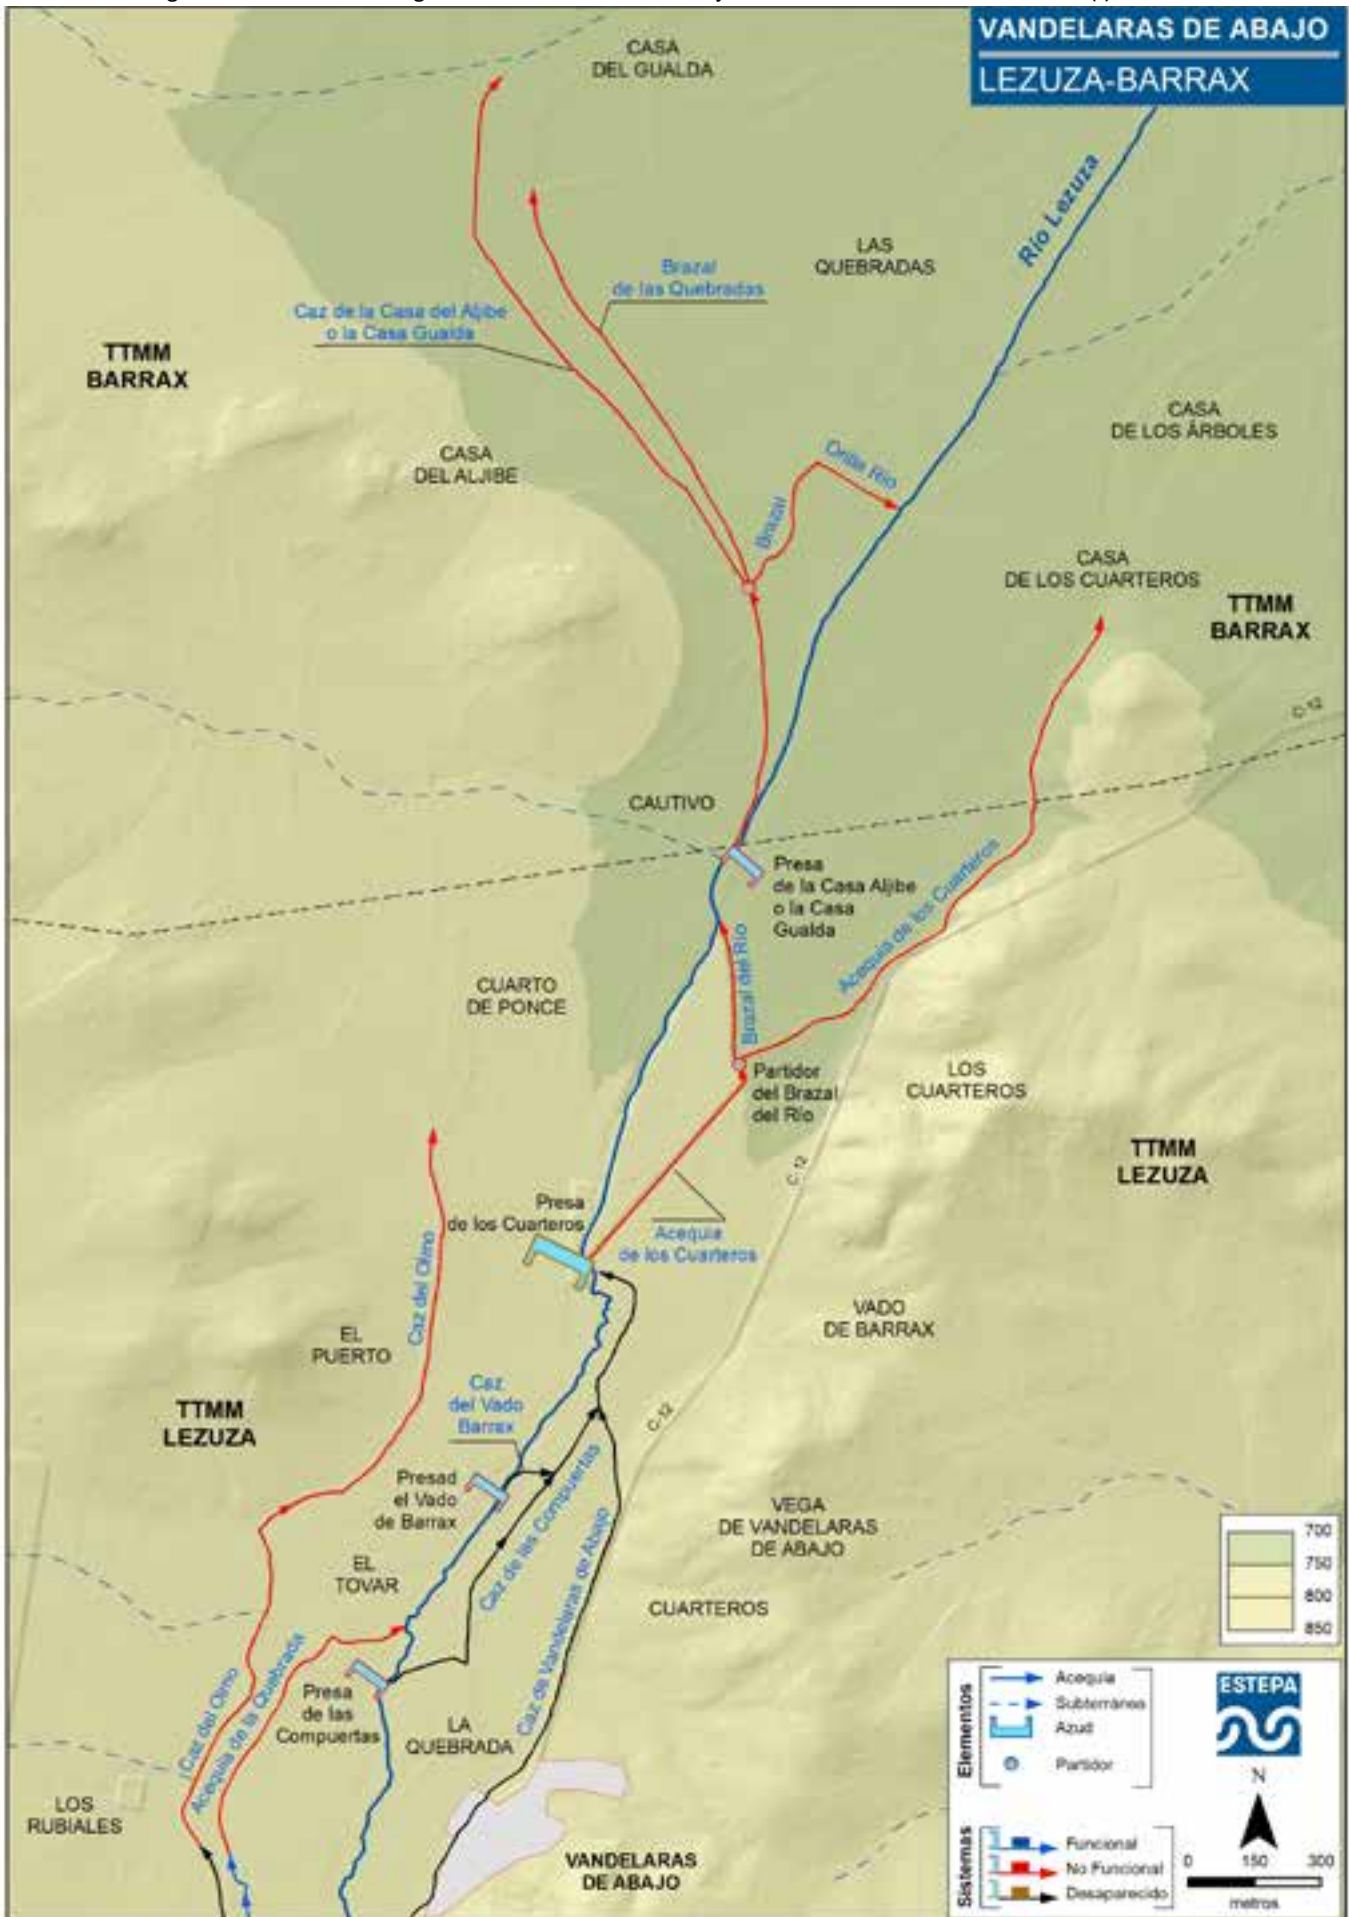 VANDELARAS DE ABAJO
LEZUZA-BARRAX
CASA
DEL GUALDA
Río Lezuza
LAS
QUEBRADAS
Brazal
de las Quebradas
Caz de la Casa del Aljibe
o la Casa Gualda
TTMM
BARRAX
CASA
DE LOS ÁRBOLES
CASA
DEL ALJIBE
Orilla Río
Brazal
CASA
DE LOS CUARTEROS
TTMM
BARRAX
C-12
CAUTIVO
Presa
de la Casa Aljibe
o la Casa
Gualda
Acequia de los Cuarteros
Brazal del Río
CUARTO
DE PONCE
LOS
CUARTEROS
Partidor
del Brazal
del Río
TTMM
LEZUZA
C-12
Presa
de los Cuarteros
Acequia
de los Cuarteros
Caz del Olmo
VADO
DE BARRAX
EL
PUERTO
Caz
del Vado
Barrax
TTMM
LEZUZA
C-12
Presad
el Vado
de Barrax
Caz de las Compuertas
VEGA
DE VANDELARAS
DE ABAJO
Caz de Vandelaras de Abajo
EL
TOVAR
CUARTEROS
700
750
800
850
Caz del Olmo
Acequia de la Quebrada
Presa
de las
Compuertas
LA
QUEBRADA
LOS
RUBIALES
VANDELARAS
DE ABAJO
Elementos
Acequia
Subterránea
Azud
Partidor
Sistemas
Funcional
No Funcional
Desaparecido
ESTEPA
N
0 150 300
metros